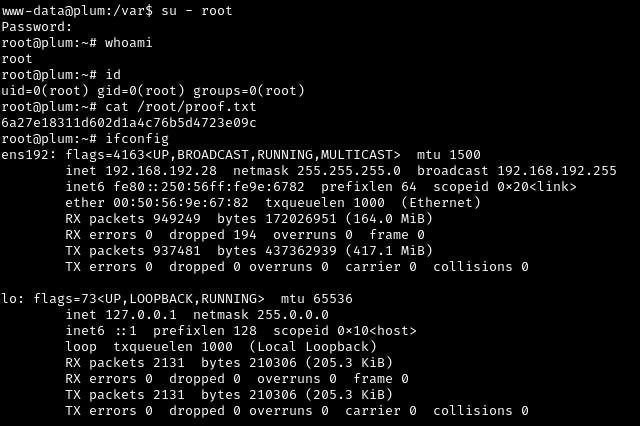 www-data@plum:/var$ su - root
Password:
root@plum:~# whoami
root
root@plum:~# id
uid=0(root) gid=0(root) groups=0(root)
root@plum:~# cat /root/proof.txt
6a27e18311d602d1a4c76b5d4723e09c
root@plum:~# ifconfig
ens192: flags=4163<UP,BROADCAST,RUNNING,MULTICAST>  mtu 1500
        inet 192.168.192.28  netmask 255.255.255.0  broadcast 192.168.192.255
        inet6 fe80::250:56ff:fe9e:6782  prefixlen 64  scopeid 0×20<link>
        ether 00:50:56:9e:67:82  txqueuelen 1000  (Ethernet)
        RX packets 949249  bytes 172026951 (164.0 MiB)
        RX errors 0  dropped 194  overruns 0  frame 0
        TX packets 937481  bytes 437362939 (417.1 MiB)
        TX errors 0  dropped 0 overruns 0  carrier 0  collisions 0

lo: flags=73<UP,LOOPBACK,RUNNING>  mtu 65536
        inet 127.0.0.1  netmask 255.0.0.0
        inet6 ::1  prefixlen 128  scopeid 0×10<host>
        loop  txqueuelen 1000  (Local Loopback)
        RX packets 2131  bytes 210306 (205.3 KiB)
        RX errors 0  dropped 0  overruns 0  frame 0
        TX packets 2131  bytes 210306 (205.3 KiB)
        TX errors 0  dropped 0 overruns 0  carrier 0  collisions 0